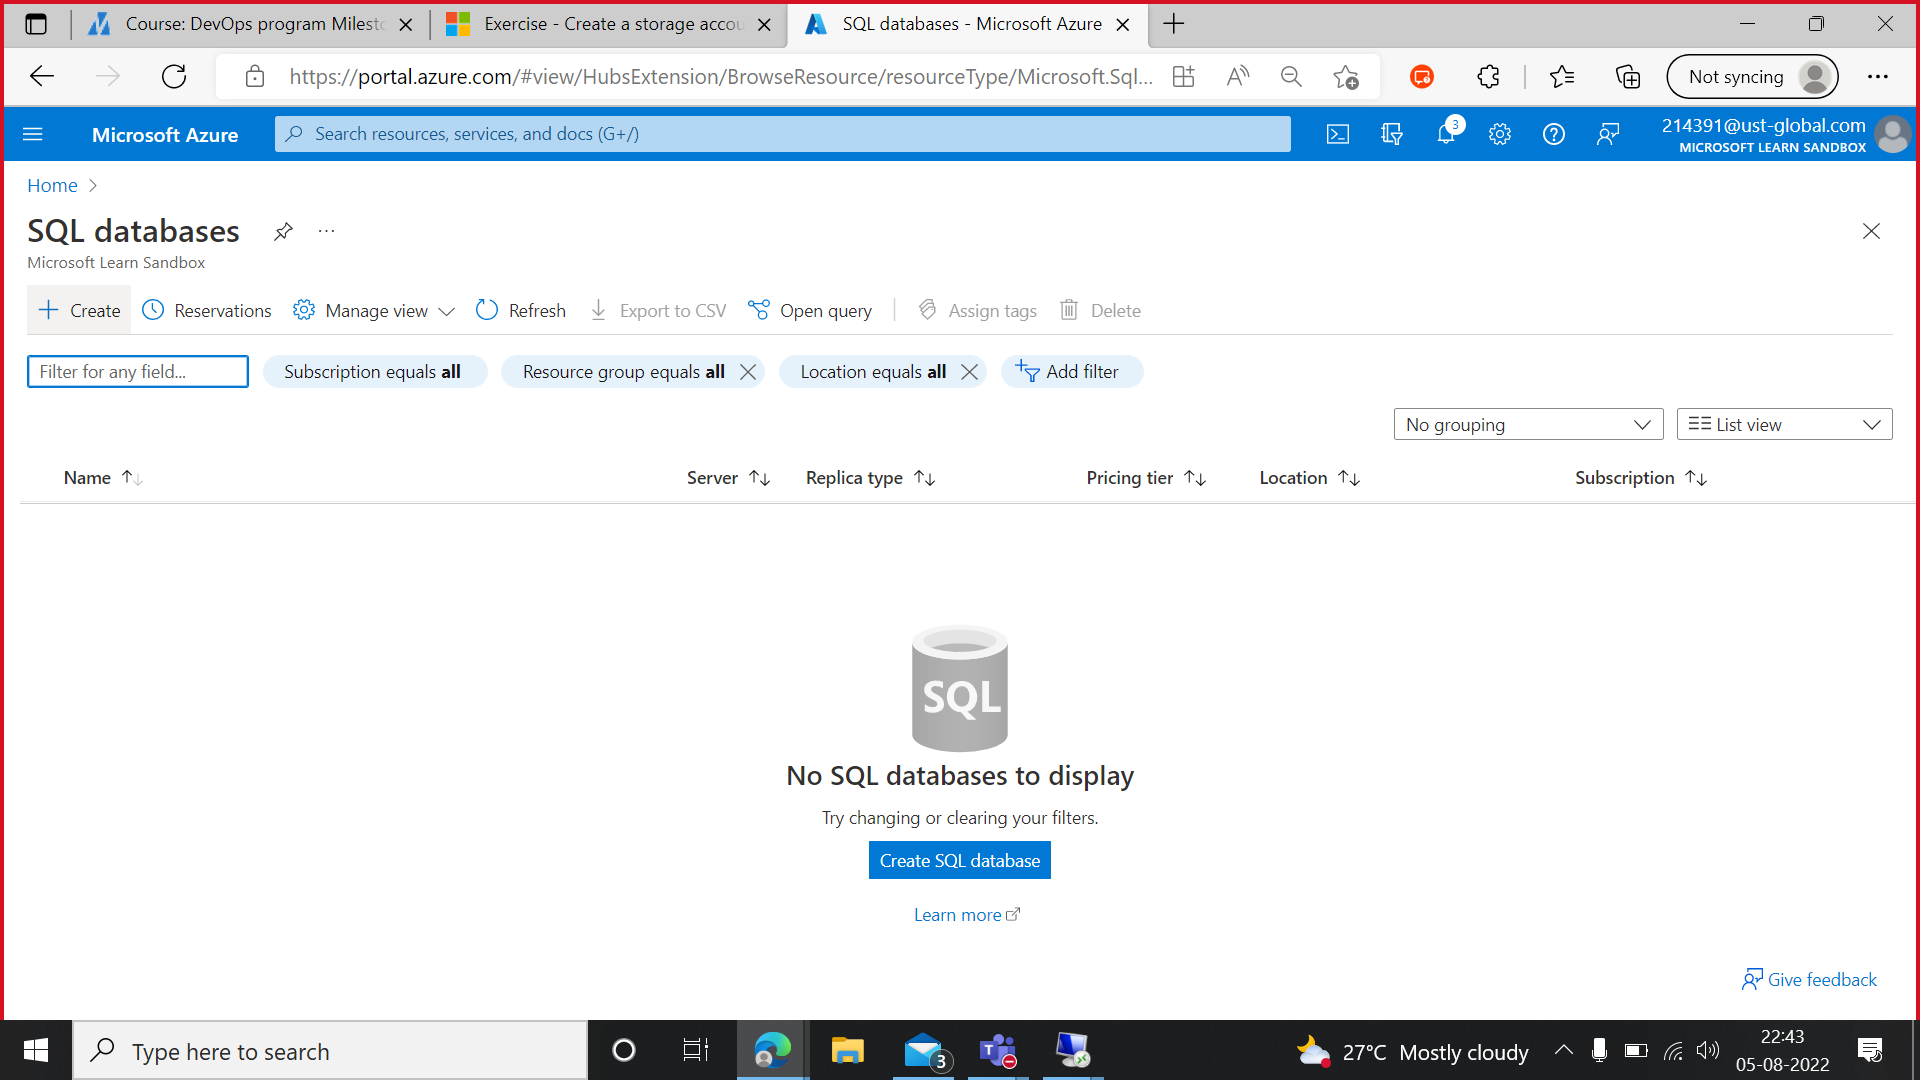 Course: DevOps program Milest
Exercise - Create a storage accou
SQL databases - Microsoft Azure
https://portal.azure.com/#view/HubsExtension/BrowseResource/resourceType/Microsoft.Sql...
Not syncing
Microsoft Azure
Search resources, services, and docs (G+/)
3
214391@ust-global.com
MICROSOFT LEARN SANDBOX
Home
SQL databases
Microsoft Learn Sandbox
Create
Reservations
Manage view
Refresh
Export to CSV
Open query
Assign tags
Delete
Filter for any field...
Subscription equals all
Resource group equals all
Location equals all
Add filter
No grouping
List view
Name
Server
Replica type
Pricing tier
Location
Subscription
SQL
No SQL databases to display
Try changing or clearing your filters.
Create SQL database
Learn more
Give feedback
Type here to search
3
27°C Mostly cloudy
22:43
05-08-2022